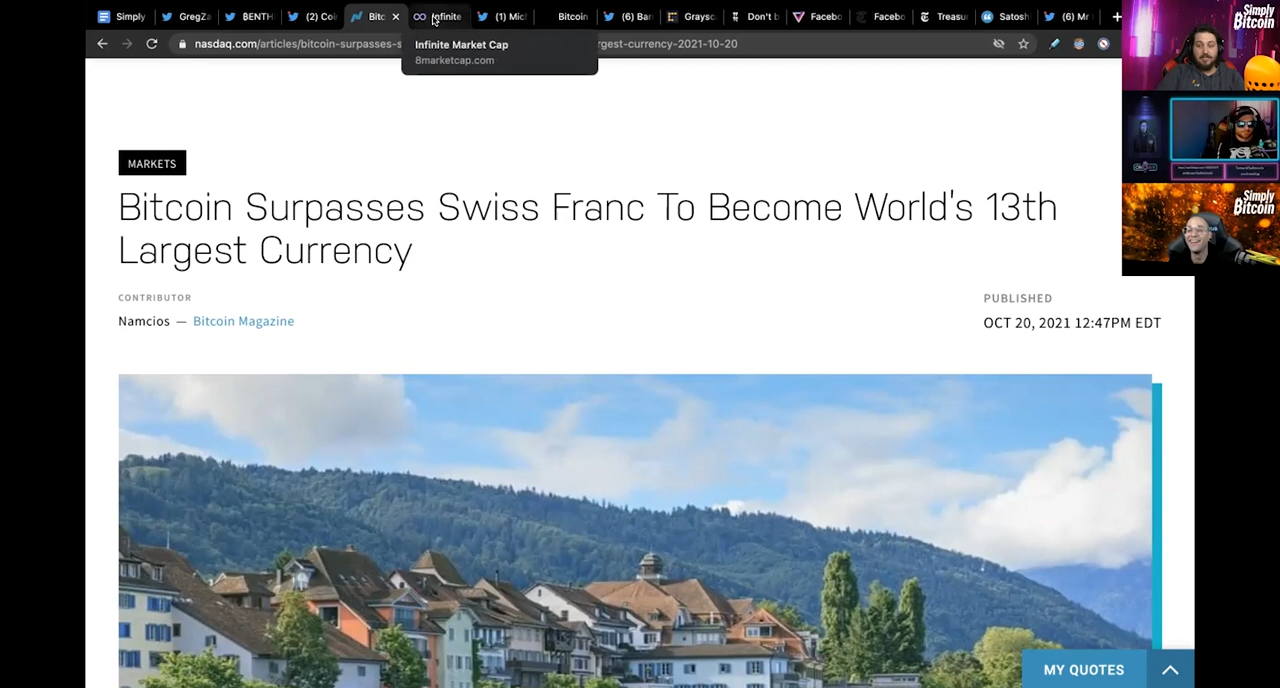 Simply
GregZa
BENTH
(2) Coi
Bitc
Infinite
(1) Mich
Bitcoin
(6) Bar
Graysc
Don't b
Facebo
Facebo
Treasu
Satosh
(6) Mr
nasdaq.com/articles/bitcoin-surpasses-s
rgest-currency-2021-10-20
Infinite Market Cap
8marketcap.com
Simply
Bitcoin
MARKETS
Bitcoin Surpasses Swiss Franc To Become World's 13th
Largest Currency
Simply
Bitcoin
CONTRIBUTOR
PUBLISHED
Namcios — Bitcoin Magazine
OCT 20, 2021 12:47PM EDT
MY QUOTES